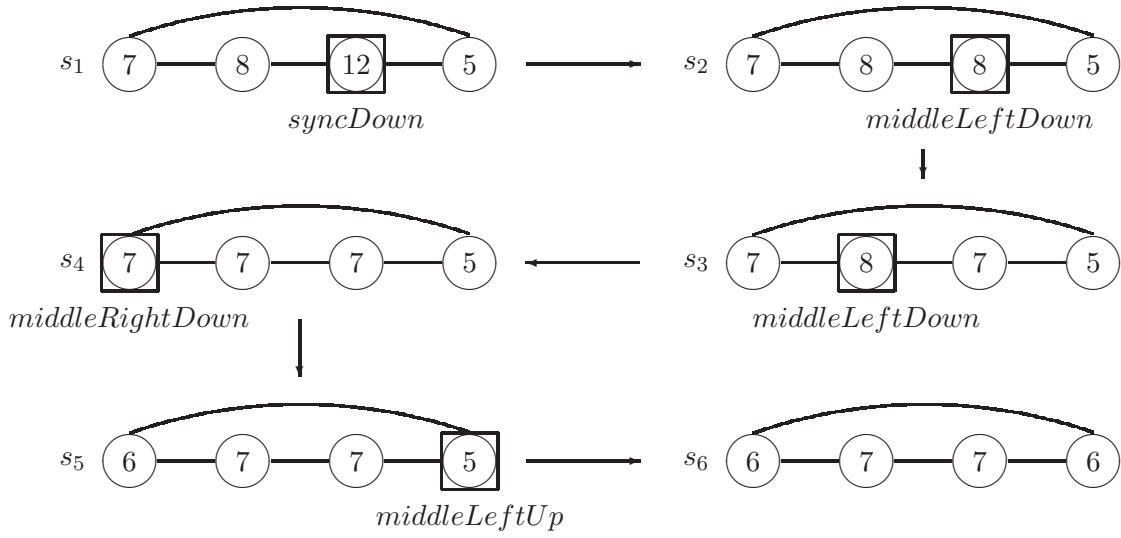 s₁ 7 8 12 5
syncDown
s₂ 7 8 8 5
middleLeftDown
s₄ 7 7 7 5
middleRightDown
s₃ 7 8 7 5
middleLeftDown
s₅ 6 7 7 5
middleLeftUp
s₆ 6 7 7 6